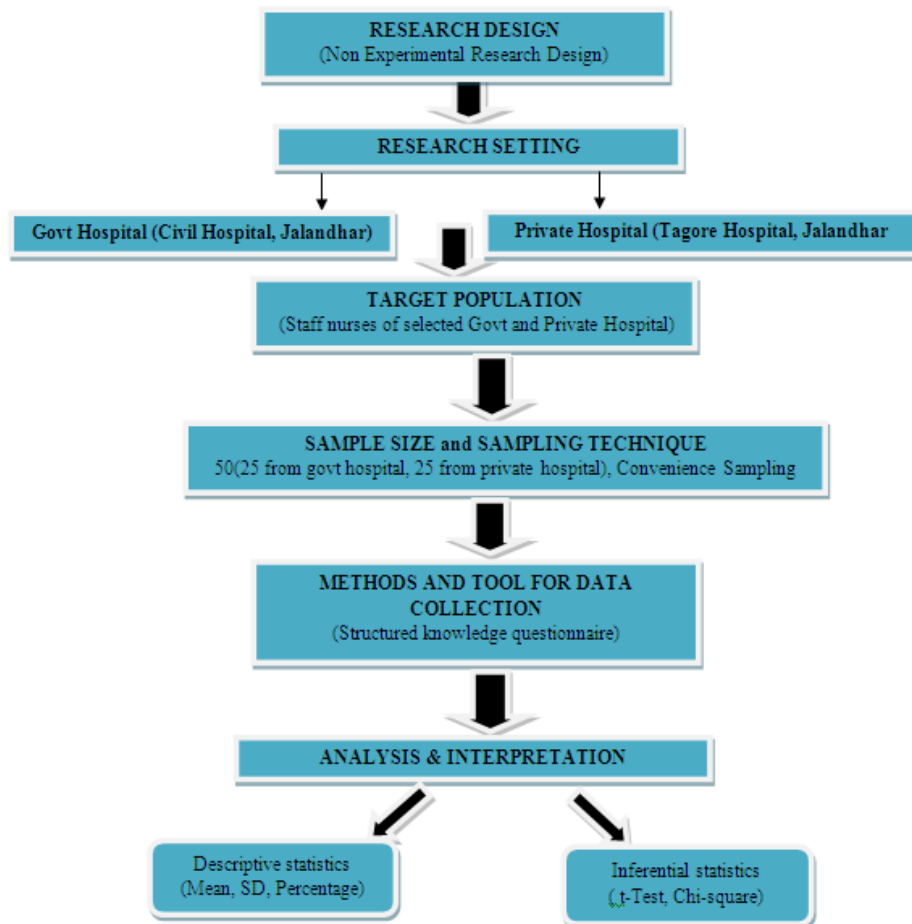 RESEARCH DESIGN
(Non Experimental Research Design)
RESEARCH SETTING
Govt Hospital (Civil Hospital, Jalandhar)
Private Hospital (Tagore Hospital, Jalandhar
TARGET POPULATION
(Staff nurses of selected Govt and Private Hospital)
SAMPLE SIZE and SAMPLING TECHNIQUE
50(25 from govt hospital, 25 from private hospital), Convenience Sampling
METHODS AND TOOL FOR DATA
COLLECTION
(Structured knowledge questionnaire)
ANALYSIS & INTERPRETATION
Descriptive statistics
(Mean, SD, Percentage)
Inferential statistics
( t-Test, Chi-square)